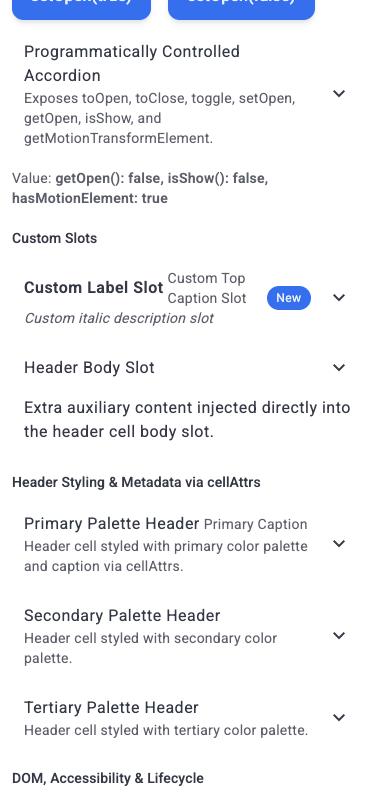 setOpen(true) setOpen(false)
Programmatically Controlled
Accordion
Exposes toOpen, toClose, toggle, setOpen,
getOpen, isShow, and
getMotionTransformElement.
Value: getOpen(): false, isShow(): false,
hasMotionElement: true
Custom Slots
Custom Label Slot Custom Top
Caption Slot
New
Custom italic description slot
Header Body Slot
Extra auxiliary content injected directly into
the header cell body slot.
Header Styling & Metadata via cellAttrs
Primary Palette Header Primary Caption
Header cell styled with primary color palette
and caption via cellAttrs.
Secondary Palette Header
Header cell styled with secondary color
palette.
Tertiary Palette Header
Header cell styled with tertiary color palette.
DOM, Accessibility & Lifecycle